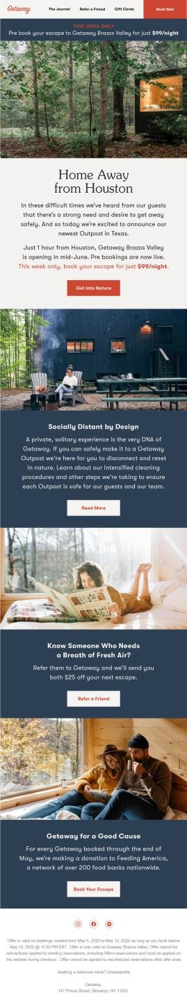 Getaway
The Journal
Refer a Friend
Gift Cards
Book Now
THIS WEEK ONLY
Pre book your escape to Getaway Brazos Valley for just $99/night
Home Away
from Houston
In these difficult times we've heard from our guests
that there's a strong need and desire to get away
safely. And so today we're excited to announce our
newest Outpost in Texas.
Just 1 hour from Houston, Getaway Brazos Valley
is opening in mid-June. Pre bookings are now live.
This week only, book your escape for just $99/night.
Get Into Nature
Socially Distant by Design
A private, solitary experience is the very DNA of
Getaway. If you can safely make it to a Getaway
Outpost we're here for you to disconnect and reset
in nature. Learn about our intensified cleaning
procedures and other steps we're taking to ensure
each Outpost is safe for our guests and our team.
Read More
Know Someone Who Needs
a Breath of Fresh Air?
Refer them to Getaway and we'll send you
both $25 off your next escape.
Refer a Friend
Getaway for a Good Cause
For every Getaway booked through the end of
May, we're making a donation to Feeding America,
a network of over 200 food banks nationwide.
Book Your Escape
Offer is valid on bookings created from May 5, 2020 to May 12, 2020 as long as you book before
May 12, 2020 @ 11:59 PM EST. Offer is only valid at Getaway Brazos Valley. Offer cannot be
retroactively applied to existing reservations, including Affirm reservations and must be applied on
the website during checkout. Offer cannot be applied to rescheduled reservations after offer ends
Seeking a balanced inbox? Unsubscribe
Getaway
147 Prince Street | Brooklyn, NY 11201